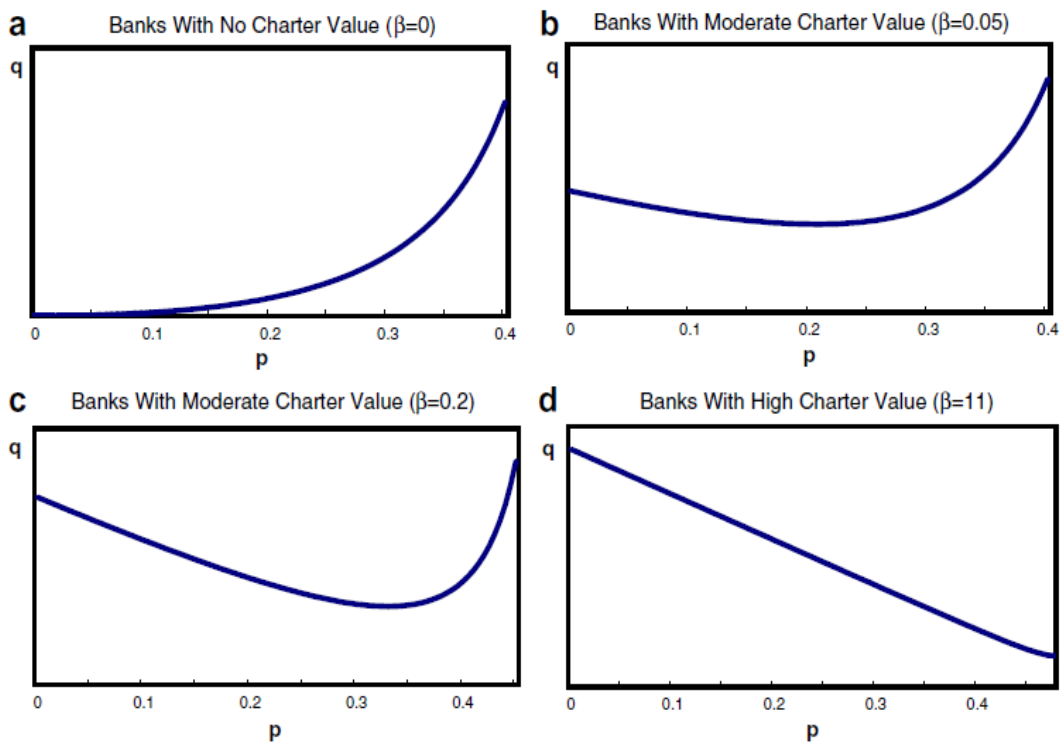 a Banks With No Charter Value (β=0)
q
0 0.1 0.2 0.3 0.4
p
b Banks With Moderate Charter Value (β=0.05)
q
0 0.1 0.2 0.3 0.4
p
c Banks With Moderate Charter Value (β=0.2)
q
0 0.1 0.2 0.3 0.4
p
d Banks With High Charter Value (β=11)
q
0 0.1 0.2 0.3 0.4
p